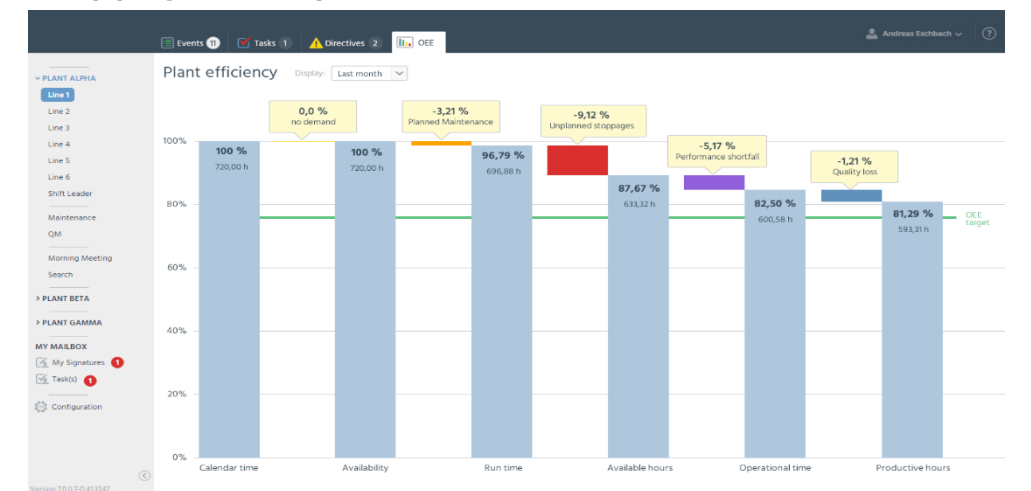 Events 11 Tasks 1 Directives 2 OEE
Andreas Eschbach ?
PLANT ALPHA
Line 1
Line 2
Line 3
Line 4
Line 5
Line 6
Shift Leader
Maintenance
QM
Morning Meeting
Search
PLANT BETA
PLANT GAMMA
MY MAILBOX
My Signatures 1
Task(s) 1
Configuration
Plant efficiency Display: Last month
0,0 %
no demand
-3,21 %
Planned Maintenance
-9,12 %
Unplanned stoppages
-5,17 %
Performance shortfall
-1,21 %
Quality loss
100%
80%
60%
40%
20%
0%
100 %
720,00 h
100 %
720,00 h
96,79 %
696,88 h
87,67 %
633,32 h
82,50 %
600,58 h
81,29 %
593,31 h
OEE
target
Calendar time Availability Run time Available hours Operational time Productive hours